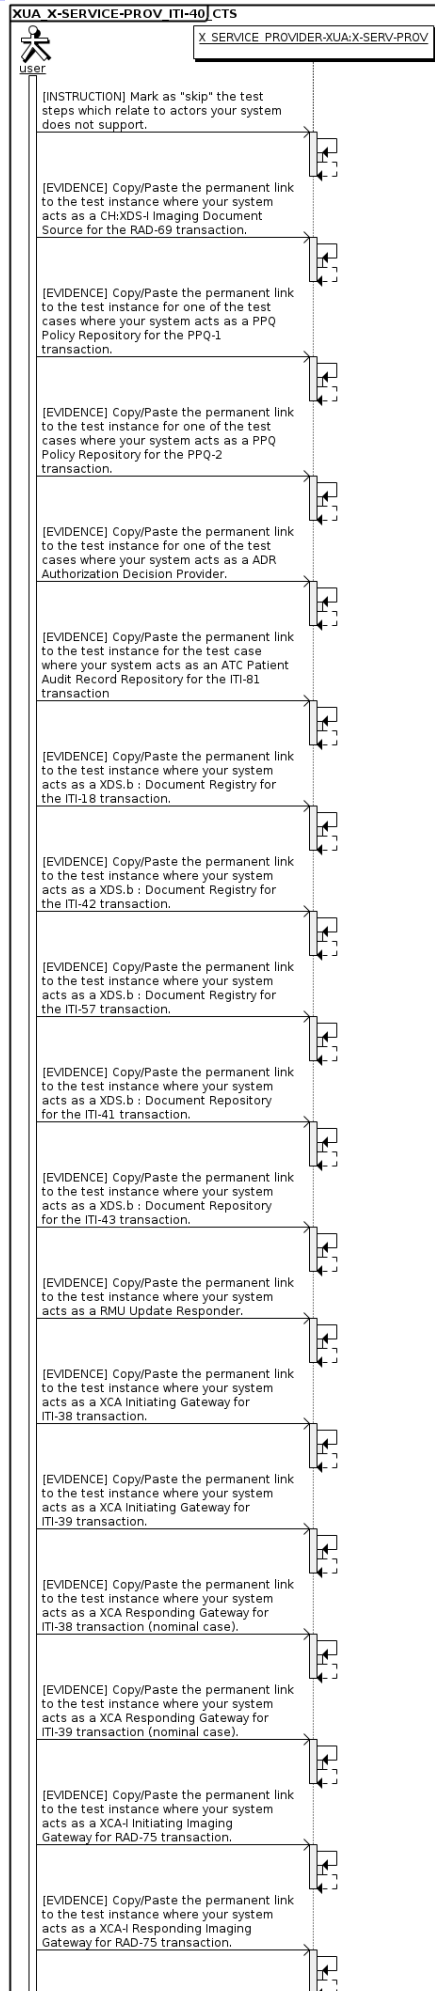 XUA_X-SERVICE-PROV_ITI-40_CTS
X_SERVICE_PROVIDER-XUA:X-SERV-PROV
user
[INSTRUCTION] Mark as "skip" the test
steps which relate to actors your system
does not support.
[EVIDENCE] Copy/Paste the permanent link
to the test instance where your system
acts as a CH:XDS-I Imaging Document
Source for the RAD-69 transaction.
[EVIDENCE] Copy/Paste the permanent link
to the test instance for one of the test
cases where your system acts as a PPQ
Policy Repository for the PPQ-1
transaction.
[EVIDENCE] Copy/Paste the permanent link
to the test instance for one of the test
cases where your system acts as a PPQ
Policy Repository for the PPQ-2
transaction.
[EVIDENCE] Copy/Paste the permanent link
to the test instance for one of the test
cases where your system acts as a ADR
Authorization Decision Provider.
[EVIDENCE] Copy/Paste the permanent link
to the test instance for the test case
where your system acts as an ATC Patient
Audit Record Repository for the ITI-81
transaction
[EVIDENCE] Copy/Paste the permanent link
to the test instance where your system
acts as a XDS.b : Document Registry for
the ITI-18 transaction.
[EVIDENCE] Copy/Paste the permanent link
to the test instance where your system
acts as a XDS.b : Document Registry for
the ITI-42 transaction.
[EVIDENCE] Copy/Paste the permanent link
to the test instance where your system
acts as a XDS.b : Document Registry for
the ITI-57 transaction.
[EVIDENCE] Copy/Paste the permanent link
to the test instance where your system
acts as a XDS.b : Document Repository
for the ITI-41 transaction.
[EVIDENCE] Copy/Paste the permanent link
to the test instance where your system
acts as a XDS.b : Document Repository
for the ITI-43 transaction.
[EVIDENCE] Copy/Paste the permanent link
to the test instance where your system
acts as a RMU Update Responder.
[EVIDENCE] Copy/Paste the permanent link
to the test instance where your system
acts as a XCA Initiating Gateway for
ITI-38 transaction.
[EVIDENCE] Copy/Paste the permanent link
to the test instance where your system
acts as a XCA Initiating Gateway for
ITI-39 transaction.
[EVIDENCE] Copy/Paste the permanent link
to the test instance where your system
acts as a XCA Responding Gateway for
ITI-38 transaction (nominal case).
[EVIDENCE] Copy/Paste the permanent link
to the test instance where your system
acts as a XCA Responding Gateway for
ITI-39 transaction (nominal case).
[EVIDENCE] Copy/Paste the permanent link
to the test instance where your system
acts as a XCA-I Initiating Imaging
Gateway for RAD-75 transaction.
[EVIDENCE] Copy/Paste the permanent link
to the test instance where your system
acts as a XCA-I Responding Imaging
Gateway for RAD-75 transaction.